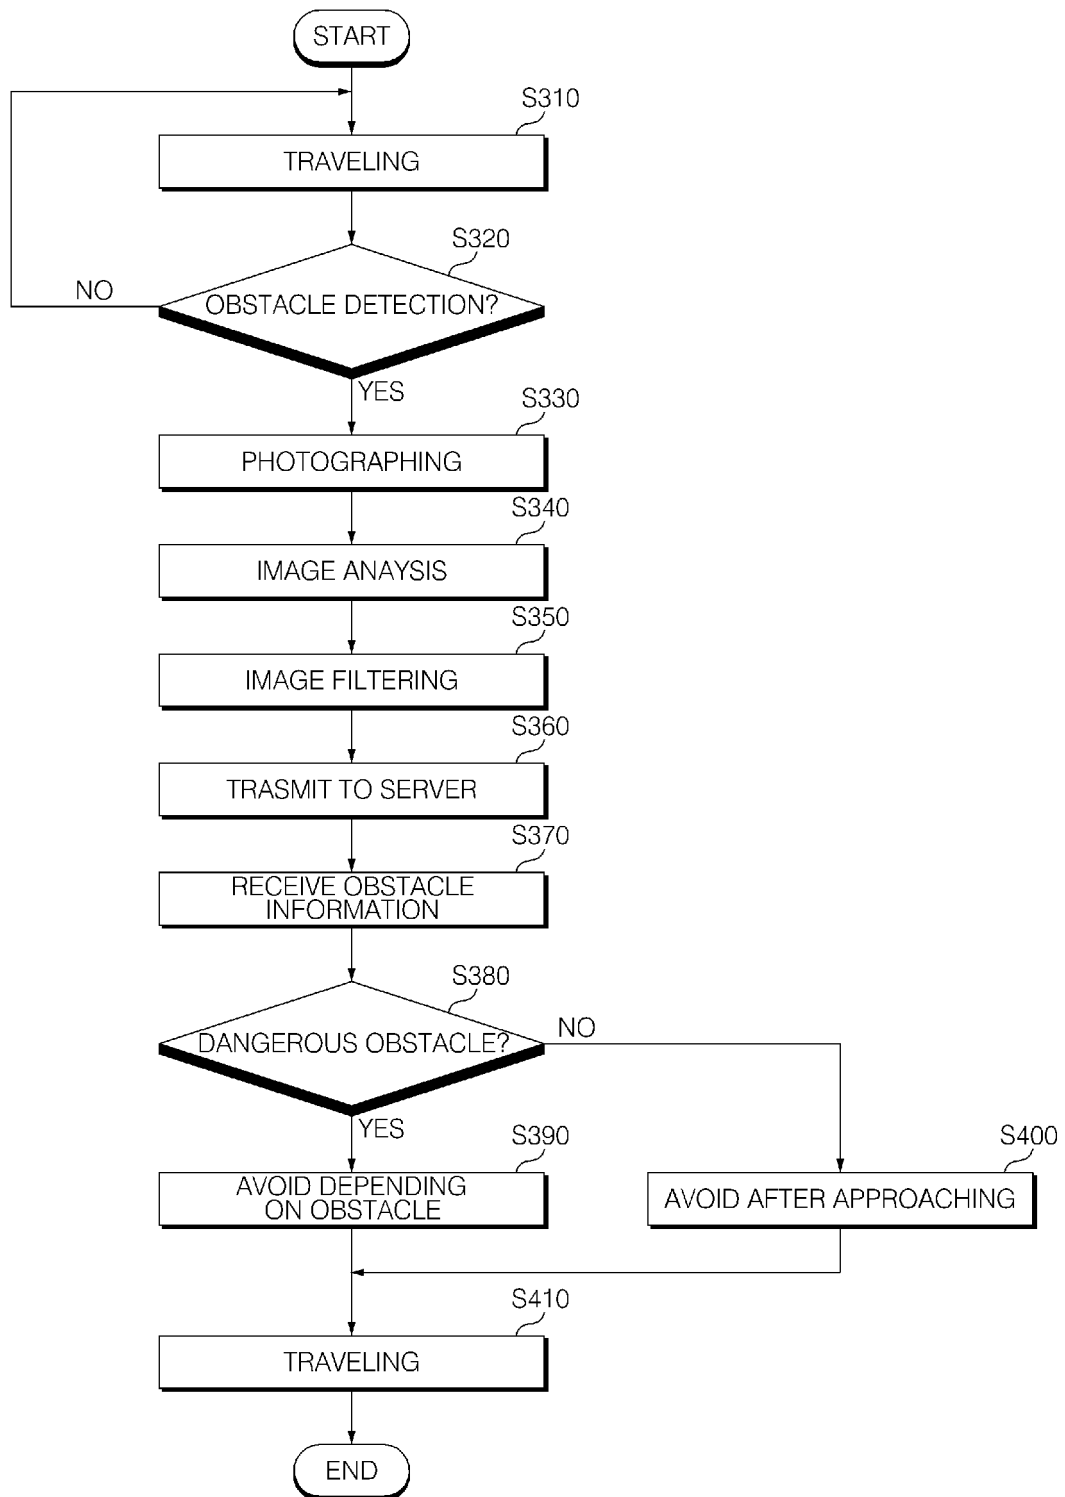 START
S310
TRAVELING
S320
OBSTACLE DETECTION?
NO
YES
S330
PHOTOGRAPHING
S340
IMAGE ANAYSIS
S350
IMAGE FILTERING
S360
TRASMIT TO SERVER
S370
RECEIVE OBSTACLE
INFORMATION
S380
DANGEROUS OBSTACLE?
NO
YES
S390
AVOID DEPENDING
ON OBSTACLE
S400
AVOID AFTER APPROACHING
S410
TRAVELING
END